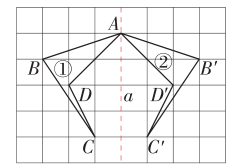 A
B ① ② B′
D a D′
C C′